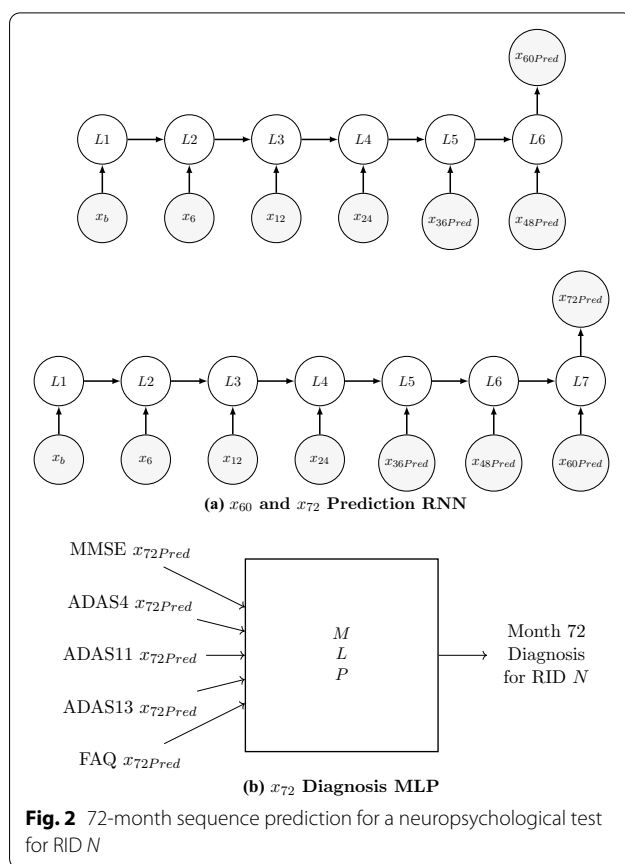 x60Pred
L1 L2 L3 L4 L5 L6
xb x6 x12 x24 x36Pred x48Pred
x72Pred
L1 L2 L3 L4 L5 L6 L7
xb x6 x12 x24 x36Pred x48Pred x60Pred
(a) x60 and x72 Prediction RNN
MMSE x72Pred
ADAS4 x72Pred
ADAS11 x72Pred
ADAS13 x72Pred
FAQ x72Pred
M
L
P
Month 72
Diagnosis
for RID N
(b) x72 Diagnosis MLP
Fig. 2 72-month sequence prediction for a neuropsychological test
for RID N